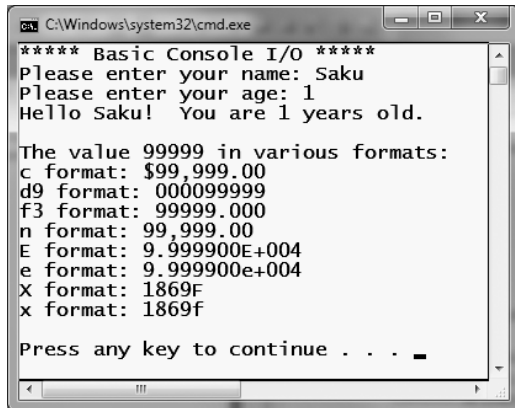 C:\Windows\system32\cmd.exe
***** Basic Console I/O *****
Please enter your name: Saku
Please enter your age: 1
Hello Saku!  You are 1 years old.
The value 99999 in various formats:
c format: $99,999.00
d9 format: 000099999
f3 format: 99999.000
n format: 99,999.00
E format: 9.999900E+004
e format: 9.999900e+004
X format: 1869F
x format: 1869f
Press any key to continue . . .